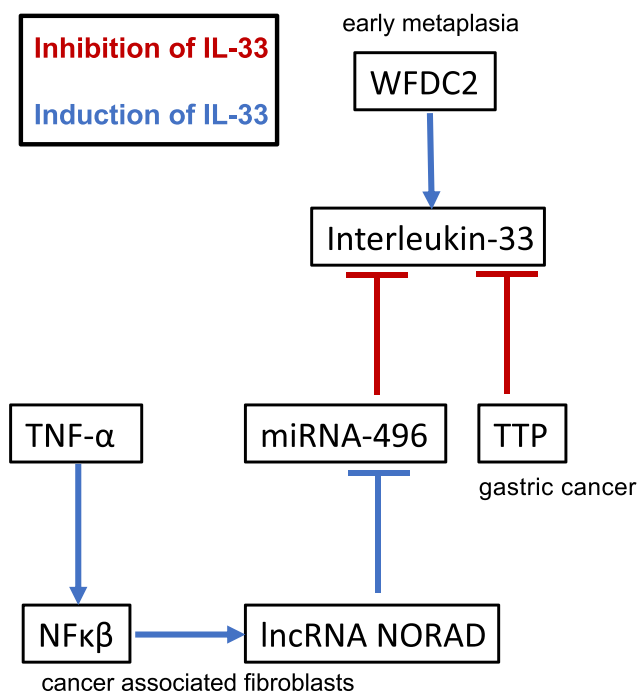 early metaplasia
Inhibition of IL-33
WFDC2
Induction of IL-33
Interleukin-33
TNF-α
miRNA-496
TTP
gastric cancer
NFκβ
lncRNA NORAD
cancer associated fibroblasts